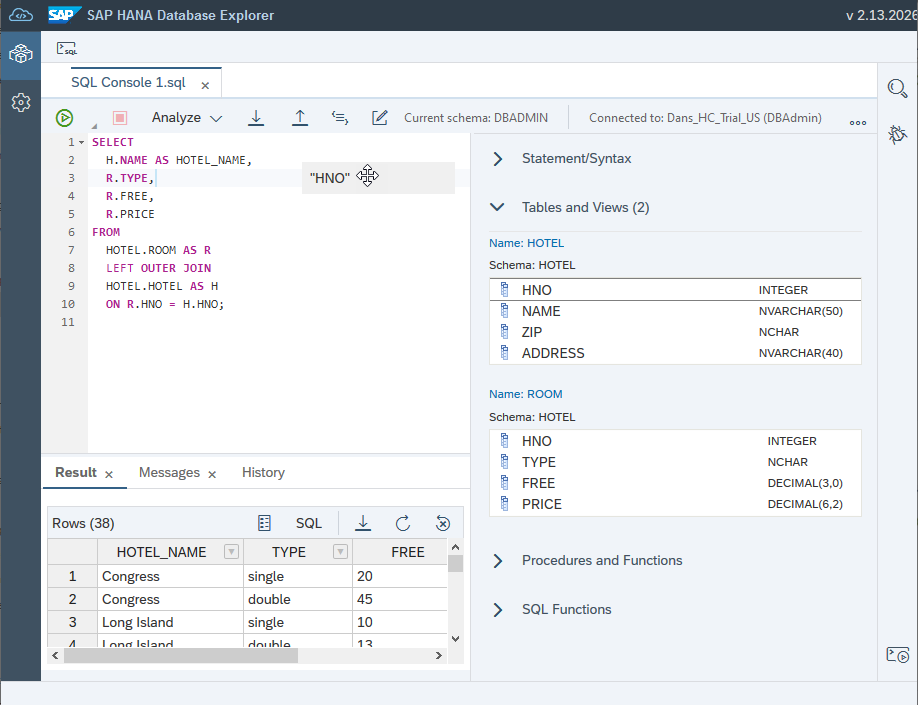 SAP SAP HANA Database Explorer
v 2.13.2026
SQL
SQL Console 1.sql
Analyze
Current schema: DBADMIN
Connected to: Dans_HC_Trial_US (DBAdmin)
1 SELECT
2 H.NAME AS HOTEL_NAME,
3 R.TYPE,
4 R.FREE,
5 R.PRICE
6 FROM
7 HOTEL.ROOM AS R
8 LEFT OUTER JOIN
9 HOTEL.HOTEL AS H
10 ON R.HNO = H.HNO;
11
"HNO"
Result
Messages
History
Rows (38)
SQL
HOTEL_NAME TYPE FREE
1 Congress single 20
2 Congress double 45
3 Long Island single 10
4 Long Island double 13
Statement/Syntax
Tables and Views (2)
Name: HOTEL
Schema: HOTEL
HNO INTEGER
NAME NVARCHAR(50)
ZIP NCHAR
ADDRESS NVARCHAR(40)
Name: ROOM
Schema: HOTEL
HNO INTEGER
TYPE NCHAR
FREE DECIMAL(3,0)
PRICE DECIMAL(6,2)
Procedures and Functions
SQL Functions